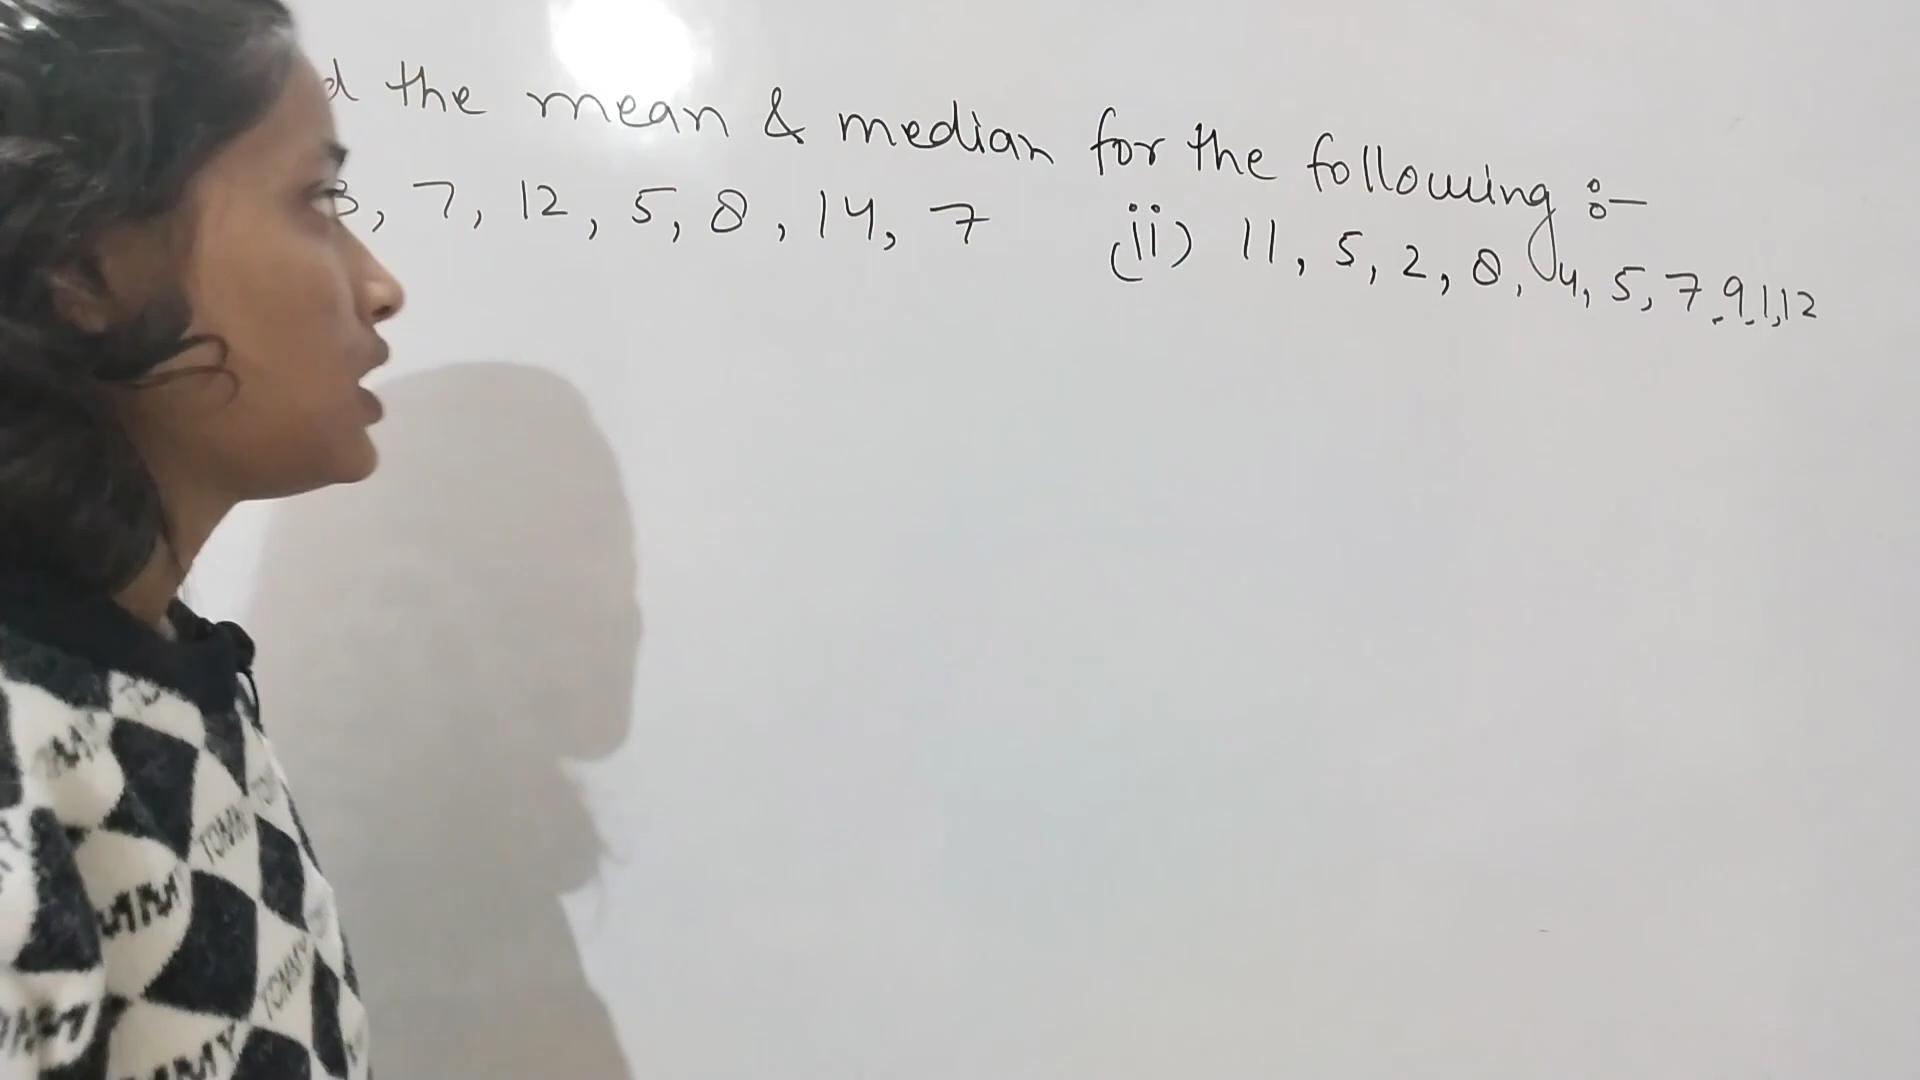 the mean & median for the following :-
3, 7, 12, 5, 8, 14, 7 (ii) 11, 5, 2, 8, 4, 5, 7, 9, 1, 12
TOMMY